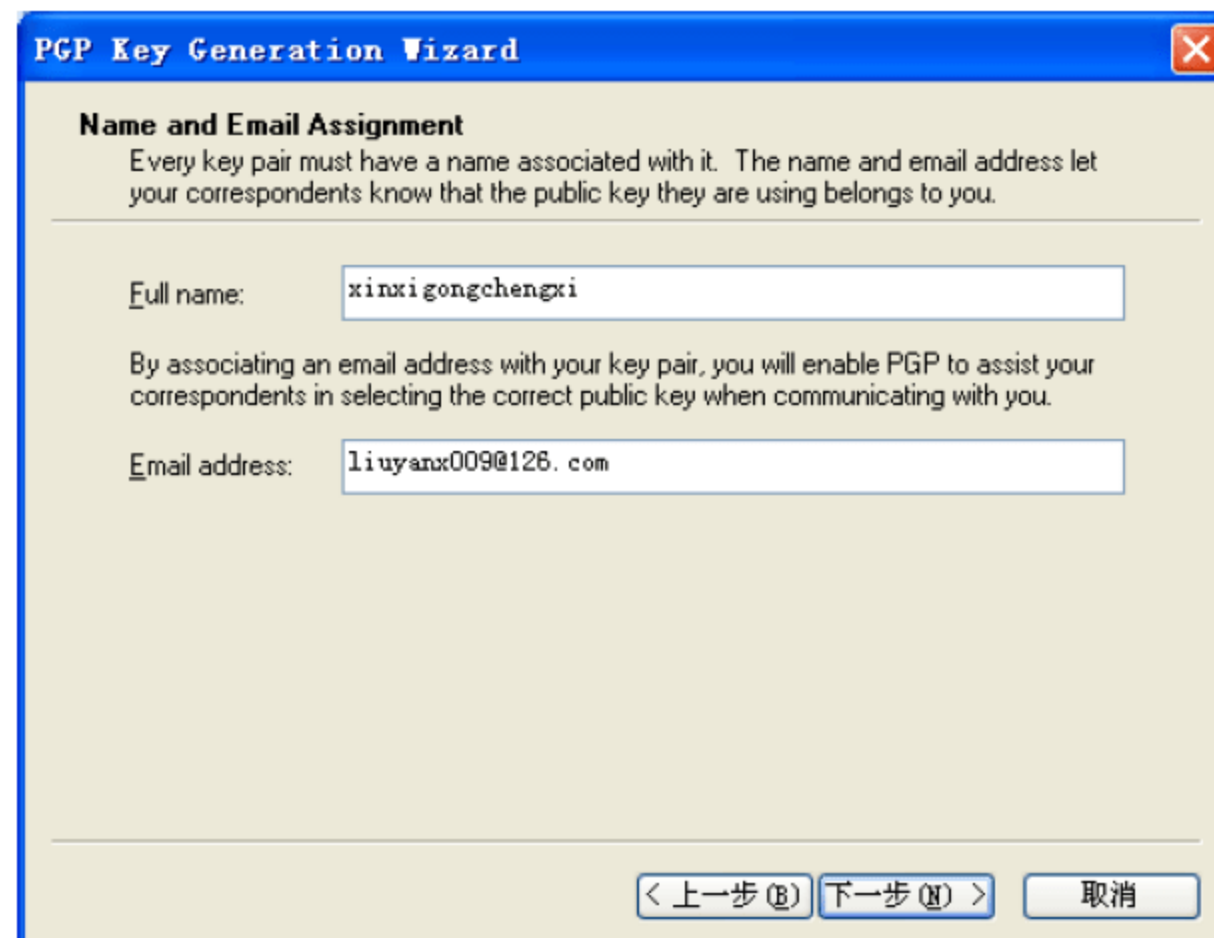 PGP Key Generation Wizard
Name and Email Assignment
Every key pair must have a name associated with it. The name and email address let
your correspondents know that the public key they are using belongs to you.
Full name:
xinxigongchengxi
By associating an email address with your key pair, you will enable PGP to assist your
correspondents in selecting the correct public key when communicating with you.
Email address:
liuyanx009@126.com
< 上一步(B) 下一步(N) > 取消